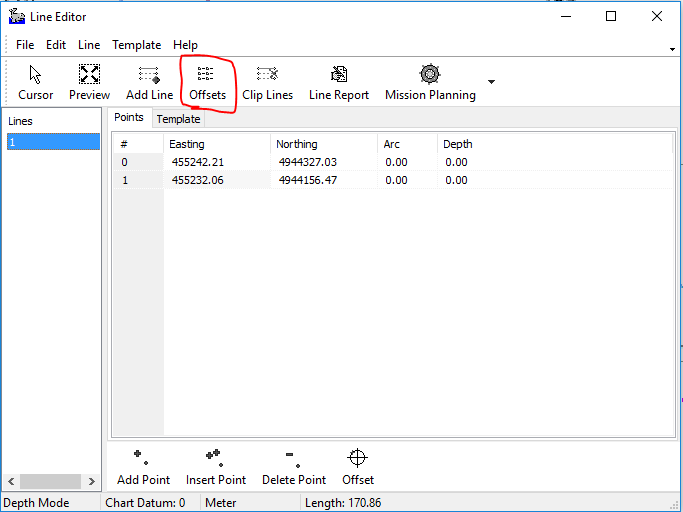 Line Editor
File Edit Line Template Help
Cursor Preview Add Line Offsets Clip Lines Line Report Mission Planning
Lines
1
Points Template
# Easting Northing Arc Depth
0 455242.21 4944327.03 0.00 0.00
1 455232.06 4944156.47 0.00 0.00
Add Point Insert Point Delete Point Offset
Depth Mode Chart Datum: 0 Meter Length: 170.86